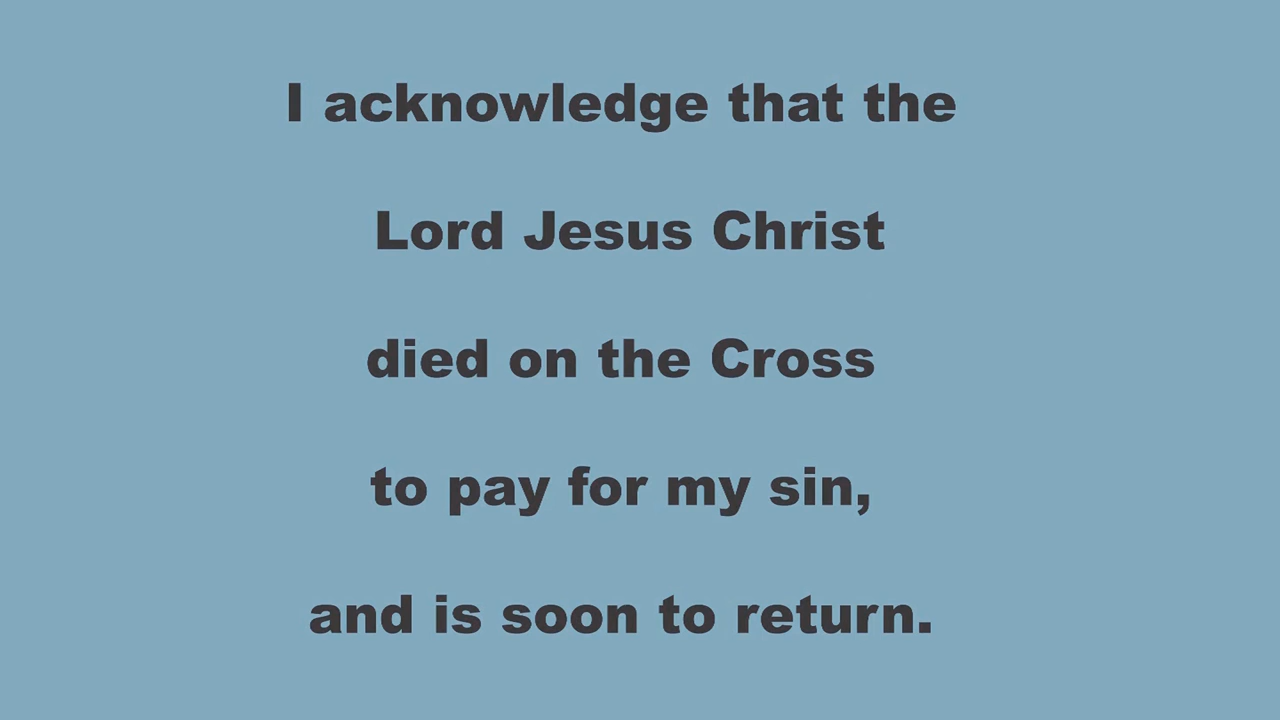 I acknowledge that the
Lord Jesus Christ
died on the Cross
to pay for my sin,
and is soon to return.